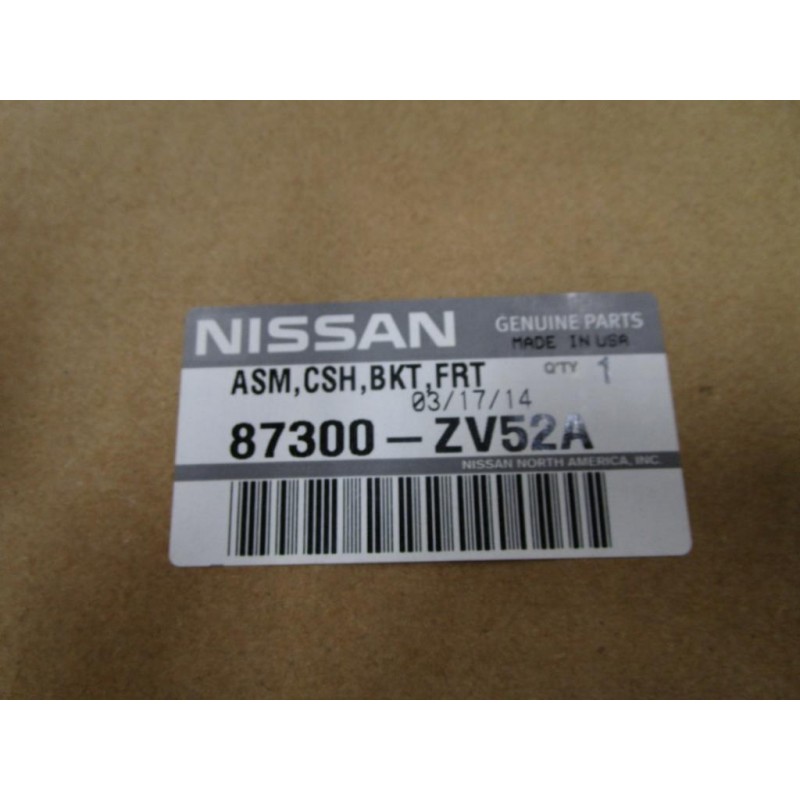 NISSAN GENUINE PARTS
MADE IN USA
ASM,CSH,BKT,FRT Q'TY 1
03/17/14
87300-ZV52A
NISSAN NORTH AMERICA, INC.